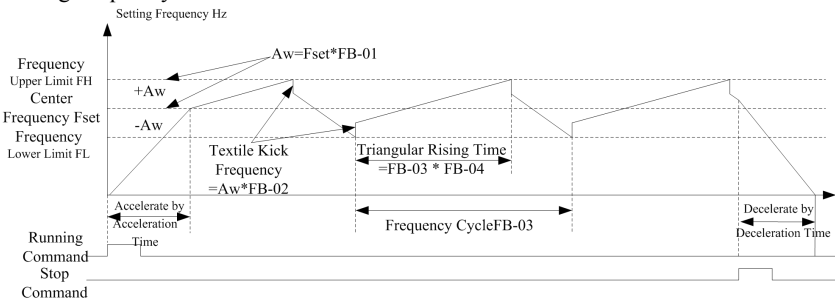 Setting Frequency Hz
Aw=Fset*FB-01
Frequency
Upper Limit FH
+Aw
Center
Frequency Fset
-Aw
Frequency
Lower Limit FL
Textile Kick
Frequency
=Aw*FB-02
Triangular Rising Time
=FB-03 * FB-04
Accelerate by
Acceleration
Time
Frequency CycleFB-03
Decelerate by
Deceleration Time
Running
Command
Stop
Command